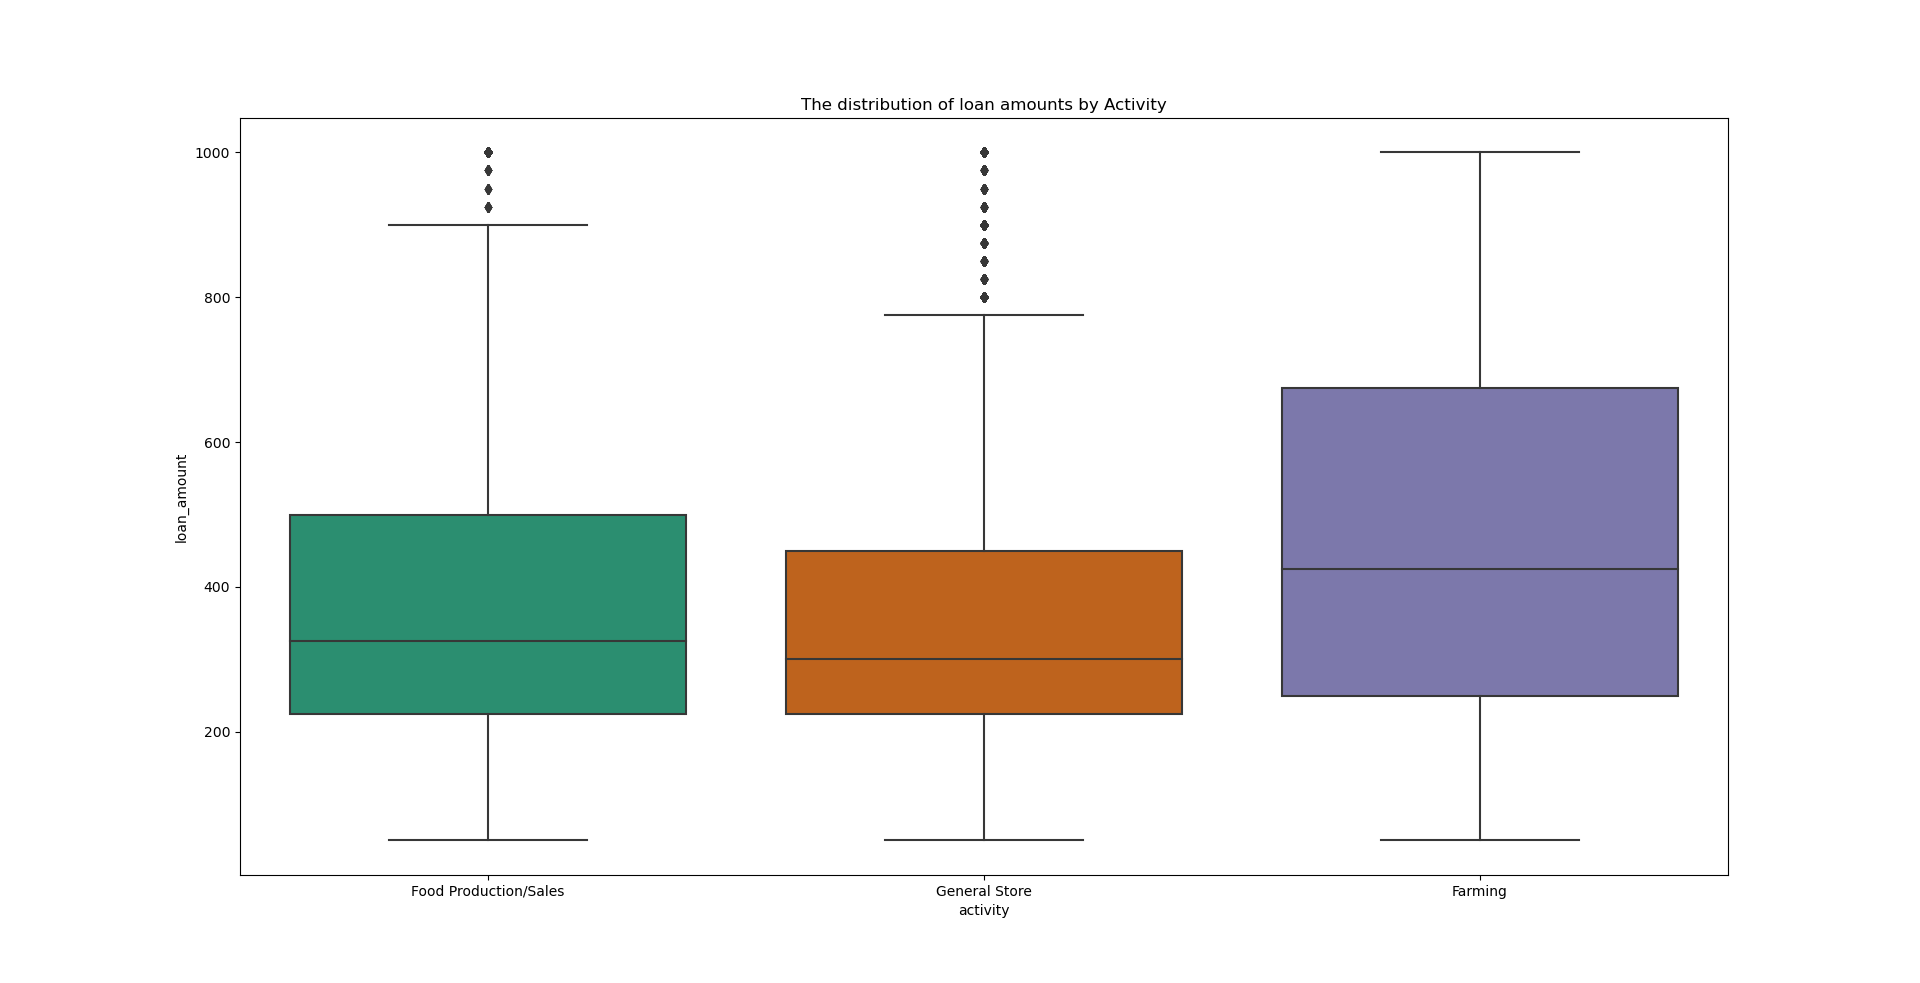 The distribution of loan amounts by Activity
1000
800
600
400
200
loan_amount
Food Production/Sales
General Store
Farming
activity